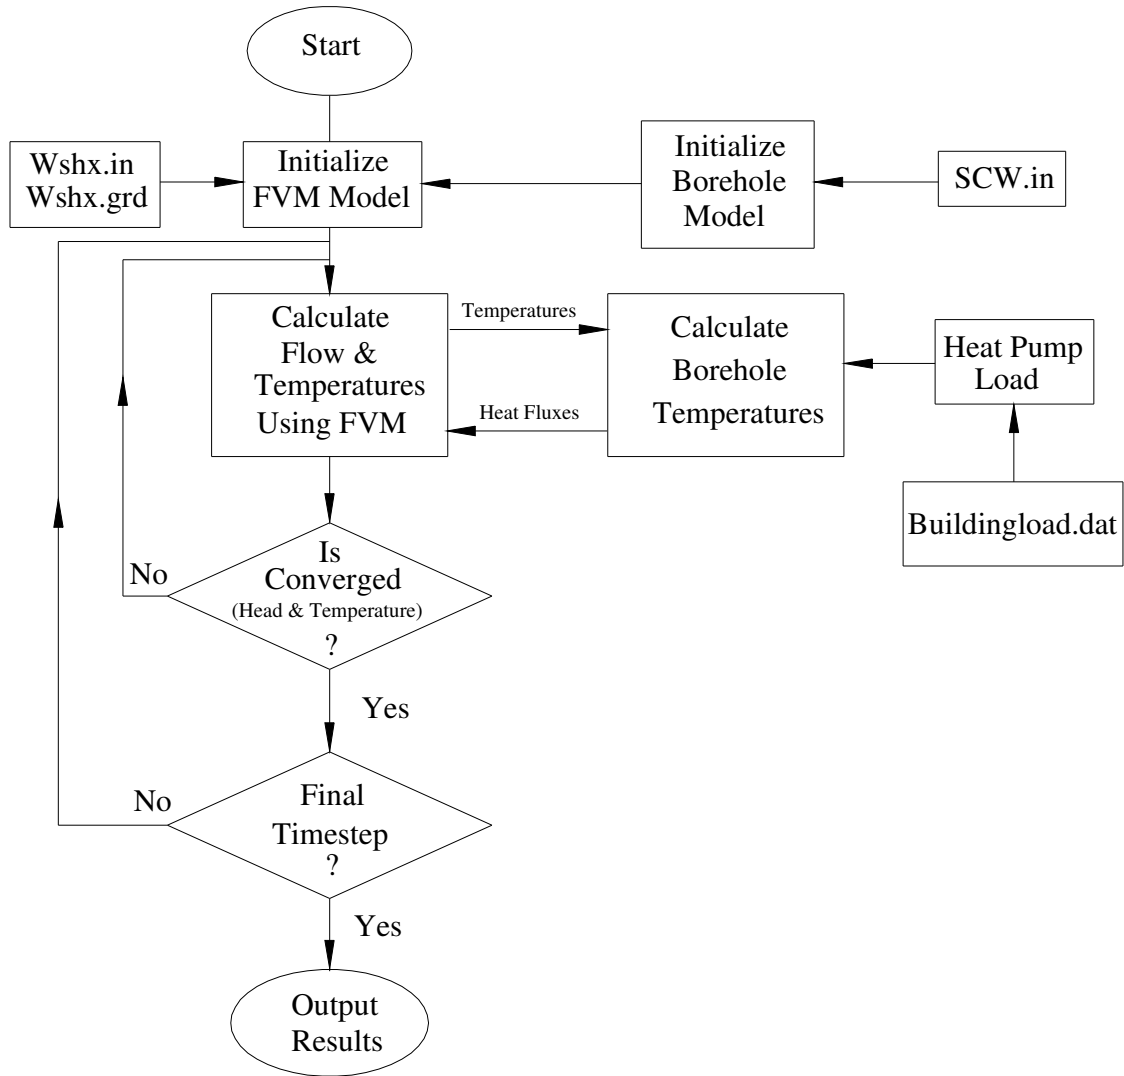 Start
Wshx.in
Wshx.grd
Initialize
FVM Model
Initialize
Borehole
Model
SCW.in
Calculate
Flow &
Temperatures
Using FVM
Temperatures
Heat Fluxes
Calculate
Borehole
Temperatures
Heat Pump
Load
Buildingload.dat
Is
Converged
(Head & Temperature)
?
No
Yes
Final
Timestep
?
No
Yes
Output
Results